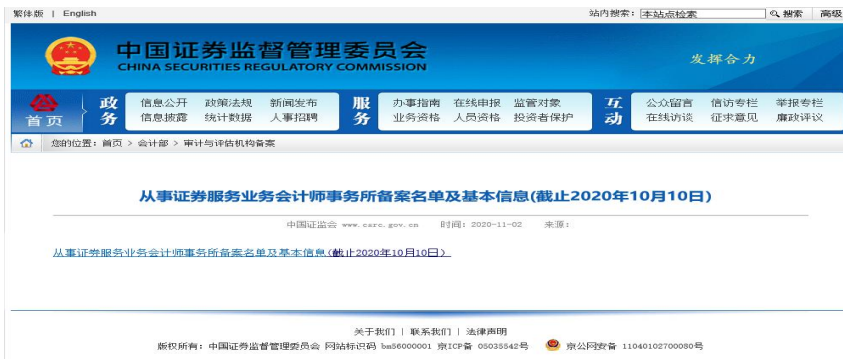 繁体版 | English 站内搜索: 本站点检索 搜索 高级
中国证券监督管理委员会
CHINA SECURITIES REGULATORY COMMISSION
发挥合力
首页 政务 信息公开 政策法规 新闻发布 服务 办事指南 在线申报 监管对象 互动 公众留言 信访专栏 举报专栏
信息披露 统计数据 人事招聘 业务资格 人员资格 投资者保护 在线访谈 征求意见 廉政评议
您的位置: 首页 > 会计部 > 审计与评估机构备案
从事证券服务业务会计师事务所备案名单及基本信息(截止2020年10月10日)
中国证监会 www.csrc.gov.cn 时间: 2020-11-02 来源:
从事证券服务业务会计师事务所备案名单及基本信息(截止2020年10月10日)
关于我们 | 联系我们 | 法律声明
版权所有: 中国证券监督管理委员会 网站标识码 bm56000001 京ICP备 05035542号 京公网安备 11040102700080号